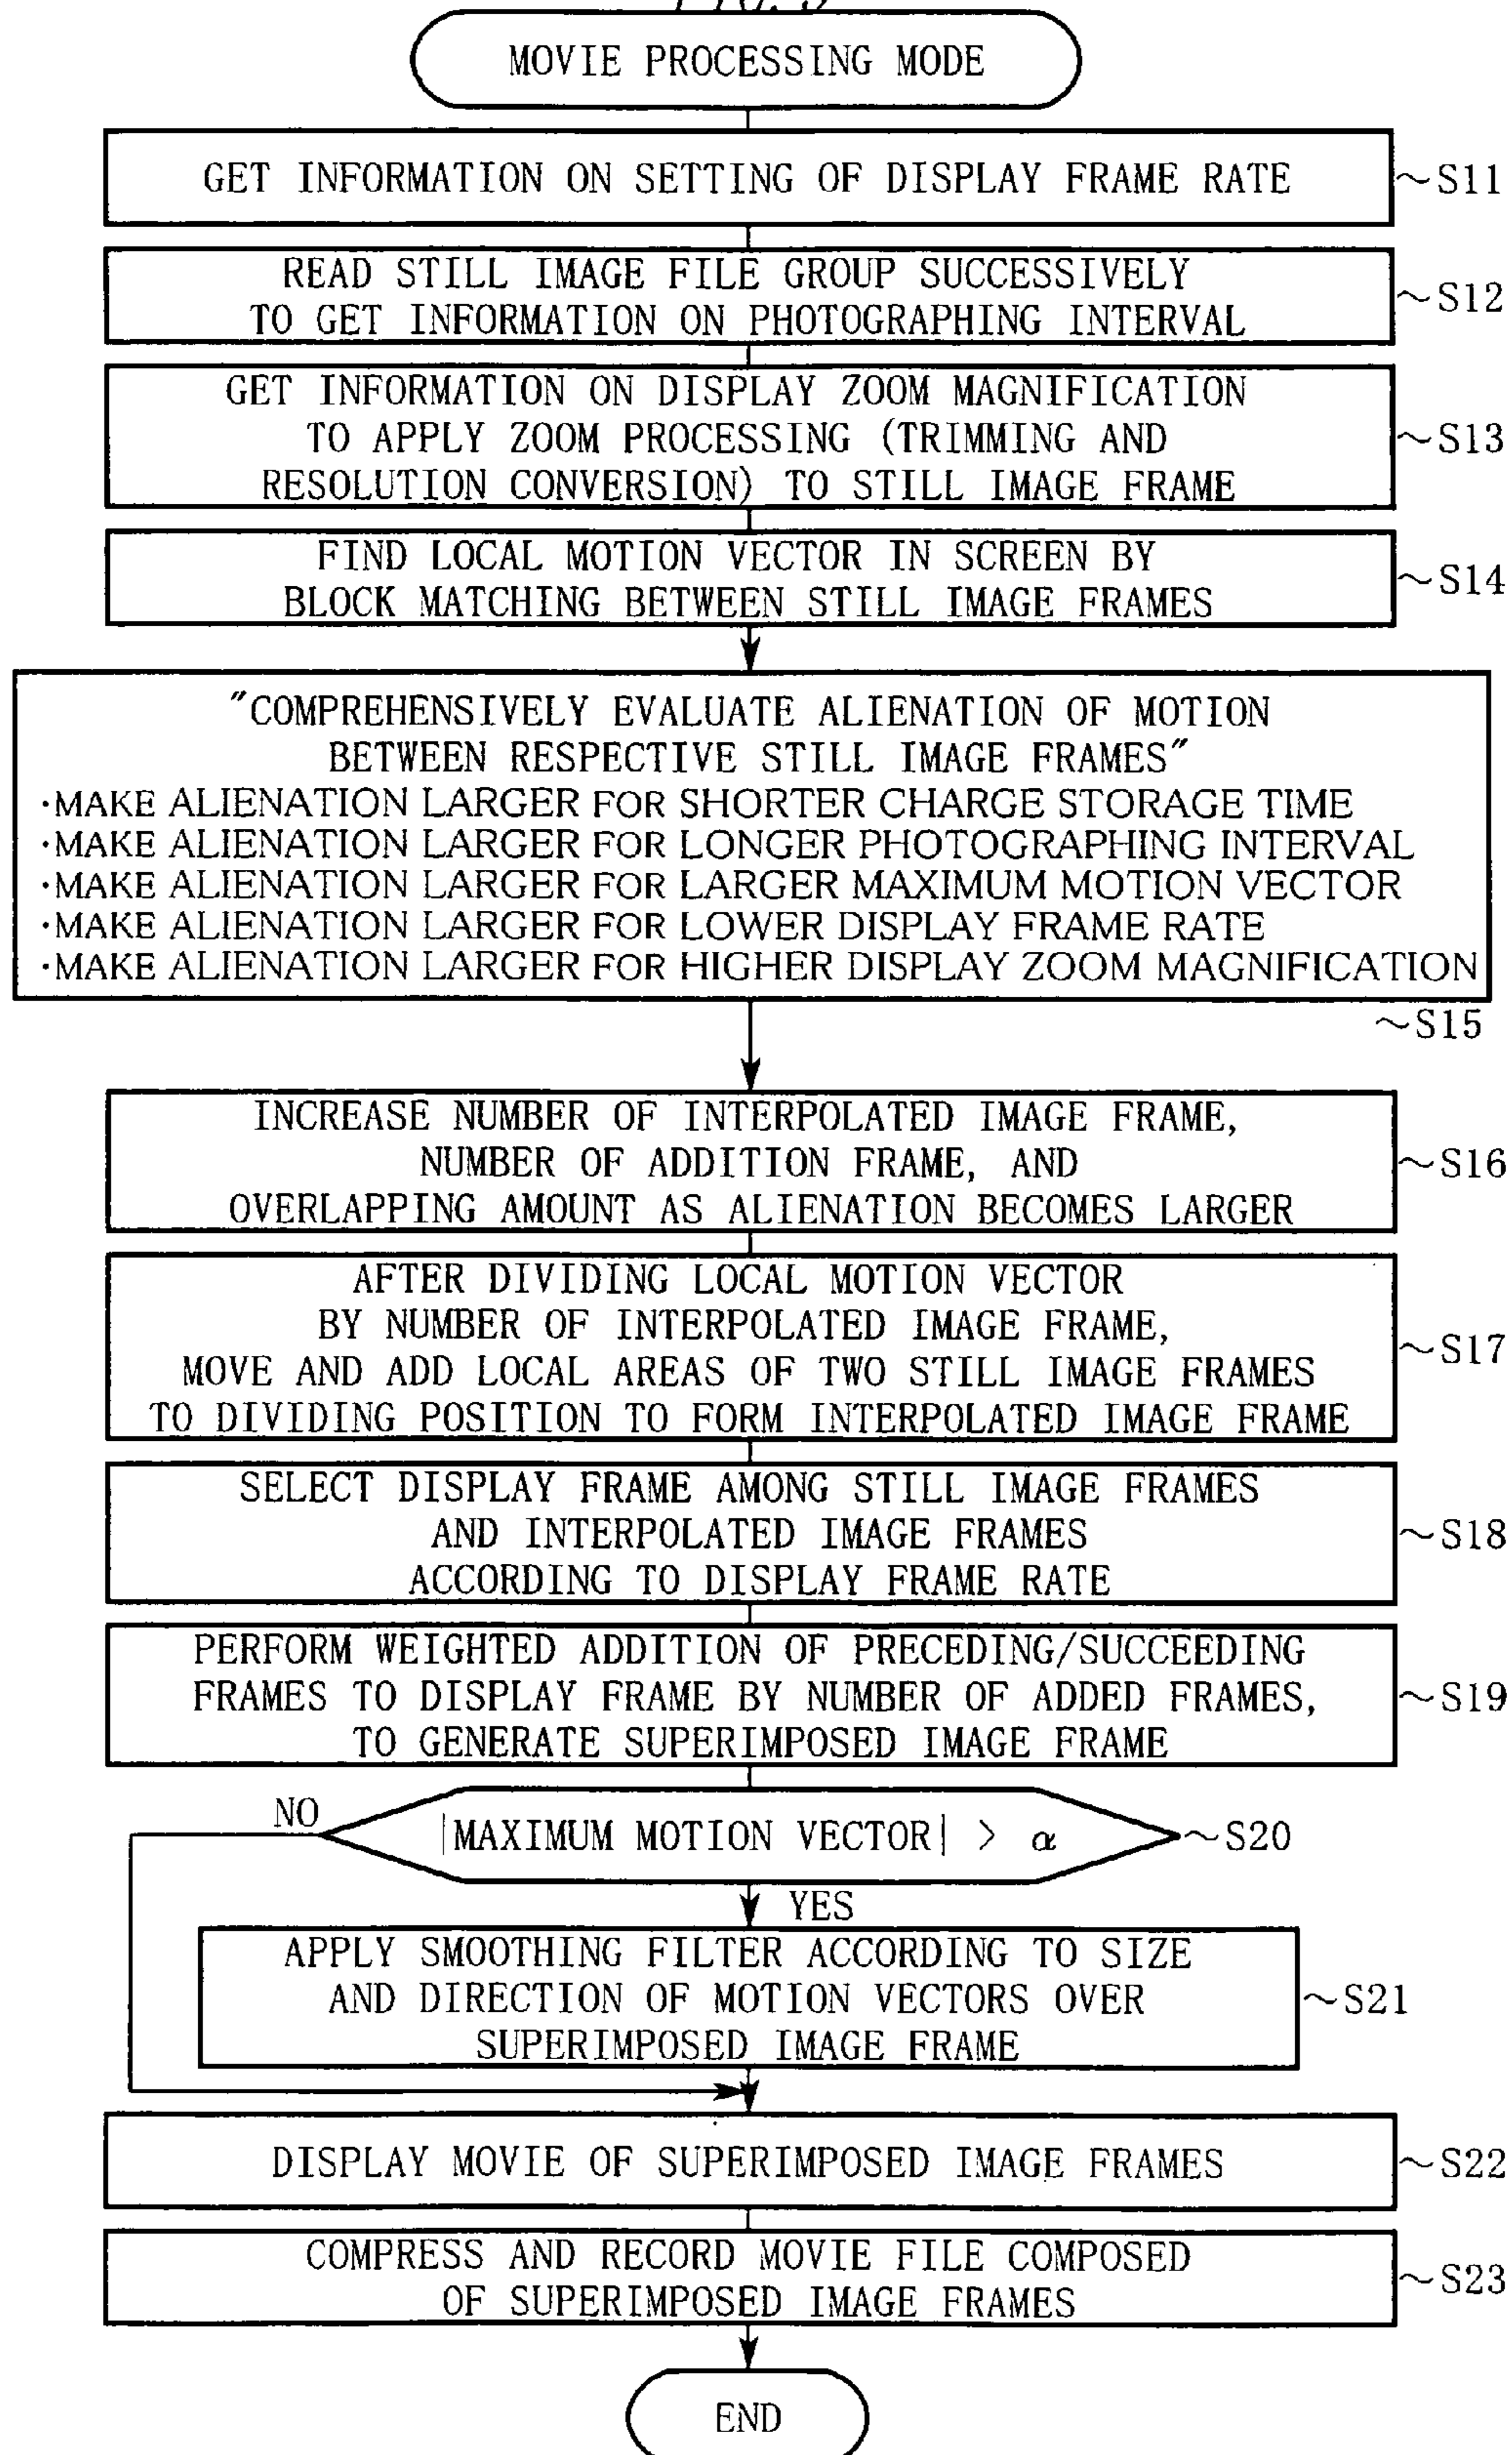 MOVIE PROCESSING MODE
GET INFORMATION ON SETTING OF DISPLAY FRAME RATE
~S11
READ STILL IMAGE FILE GROUP SUCCESSIVELY
TO GET INFORMATION ON PHOTOGRAPHING INTERVAL
~S12
GET INFORMATION ON DISPLAY ZOOM MAGNIFICATION
TO APPLY ZOOM PROCESSING (TRIMMING AND
RESOLUTION CONVERSION) TO STILL IMAGE FRAME
~S13
FIND LOCAL MOTION VECTOR IN SCREEN BY
BLOCK MATCHING BETWEEN STILL IMAGE FRAMES
~S14
"COMPREHENSIVELY EVALUATE ALIENATION OF MOTION
BETWEEN RESPECTIVE STILL IMAGE FRAMES"
·MAKE ALIENATION LARGER FOR SHORTER CHARGE STORAGE TIME
·MAKE ALIENATION LARGER FOR LONGER PHOTOGRAPHING INTERVAL
·MAKE ALIENATION LARGER FOR LARGER MAXIMUM MOTION VECTOR
·MAKE ALIENATION LARGER FOR LOWER DISPLAY FRAME RATE
·MAKE ALIENATION LARGER FOR HIGHER DISPLAY ZOOM MAGNIFICATION
~S15
INCREASE NUMBER OF INTERPOLATED IMAGE FRAME,
NUMBER OF ADDITION FRAME, AND
OVERLAPPING AMOUNT AS ALIENATION BECOMES LARGER
~S16
AFTER DIVIDING LOCAL MOTION VECTOR
BY NUMBER OF INTERPOLATED IMAGE FRAME,
MOVE AND ADD LOCAL AREAS OF TWO STILL IMAGE FRAMES
TO DIVIDING POSITION TO FORM INTERPOLATED IMAGE FRAME
~S17
SELECT DISPLAY FRAME AMONG STILL IMAGE FRAMES
AND INTERPOLATED IMAGE FRAMES
ACCORDING TO DISPLAY FRAME RATE
~S18
PERFORM WEIGHTED ADDITION OF PRECEDING/SUCCEEDING
FRAMES TO DISPLAY FRAME BY NUMBER OF ADDED FRAMES,
TO GENERATE SUPERIMPOSED IMAGE FRAME
~S19
NO
|MAXIMUM MOTION VECTOR| > α
~S20
YES
APPLY SMOOTHING FILTER ACCORDING TO SIZE
AND DIRECTION OF MOTION VECTORS OVER
SUPERIMPOSED IMAGE FRAME
~S21
DISPLAY MOVIE OF SUPERIMPOSED IMAGE FRAMES
~S22
COMPRESS AND RECORD MOVIE FILE COMPOSED
OF SUPERIMPOSED IMAGE FRAMES
~S23
END